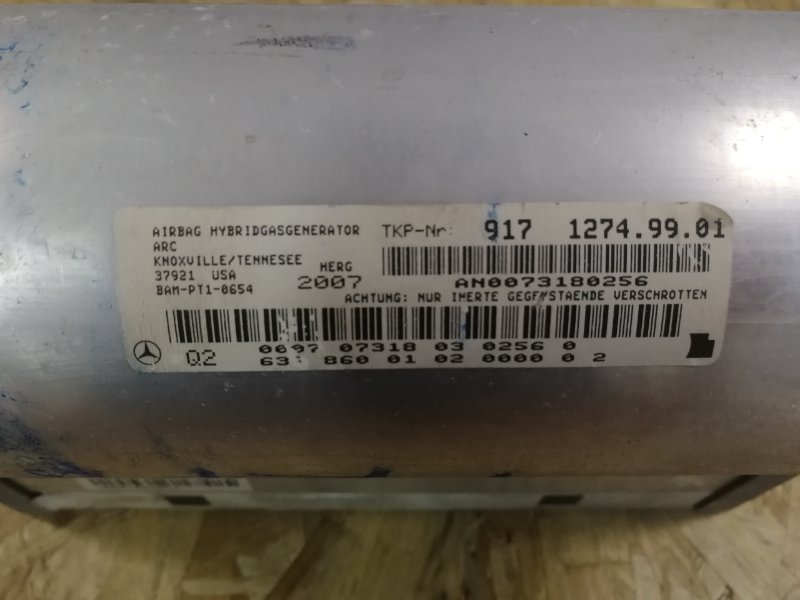 AIRBAG HYBRIDGASGENERATOR
ARC
KNOXVILLE/TENNESEE
37921 USA
BAM-PT1-0654
HERG
2007
TKP-Nr: 917 1274.99.01
AN0073180256
ACHTUNG: NUR IMERTE GEGENSTAENDE VERSCHROTTEN
Q2
0097 07318 03 0256 0
860 01 02 0000 0 2